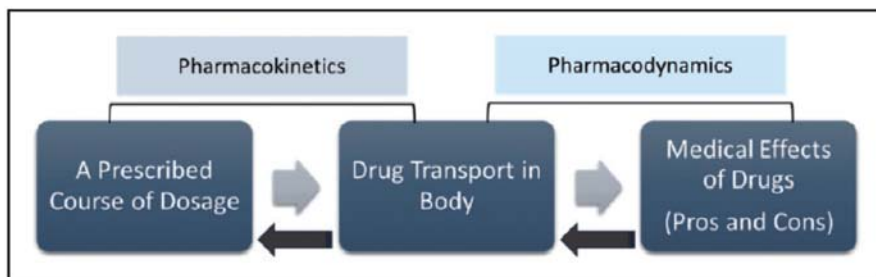 Pharmacokinetics
Pharmacodynamics
A Prescribed
Course of Dosage
Drug Transport in
Body
Medical Effects
of Drugs
(Pros and Cons)